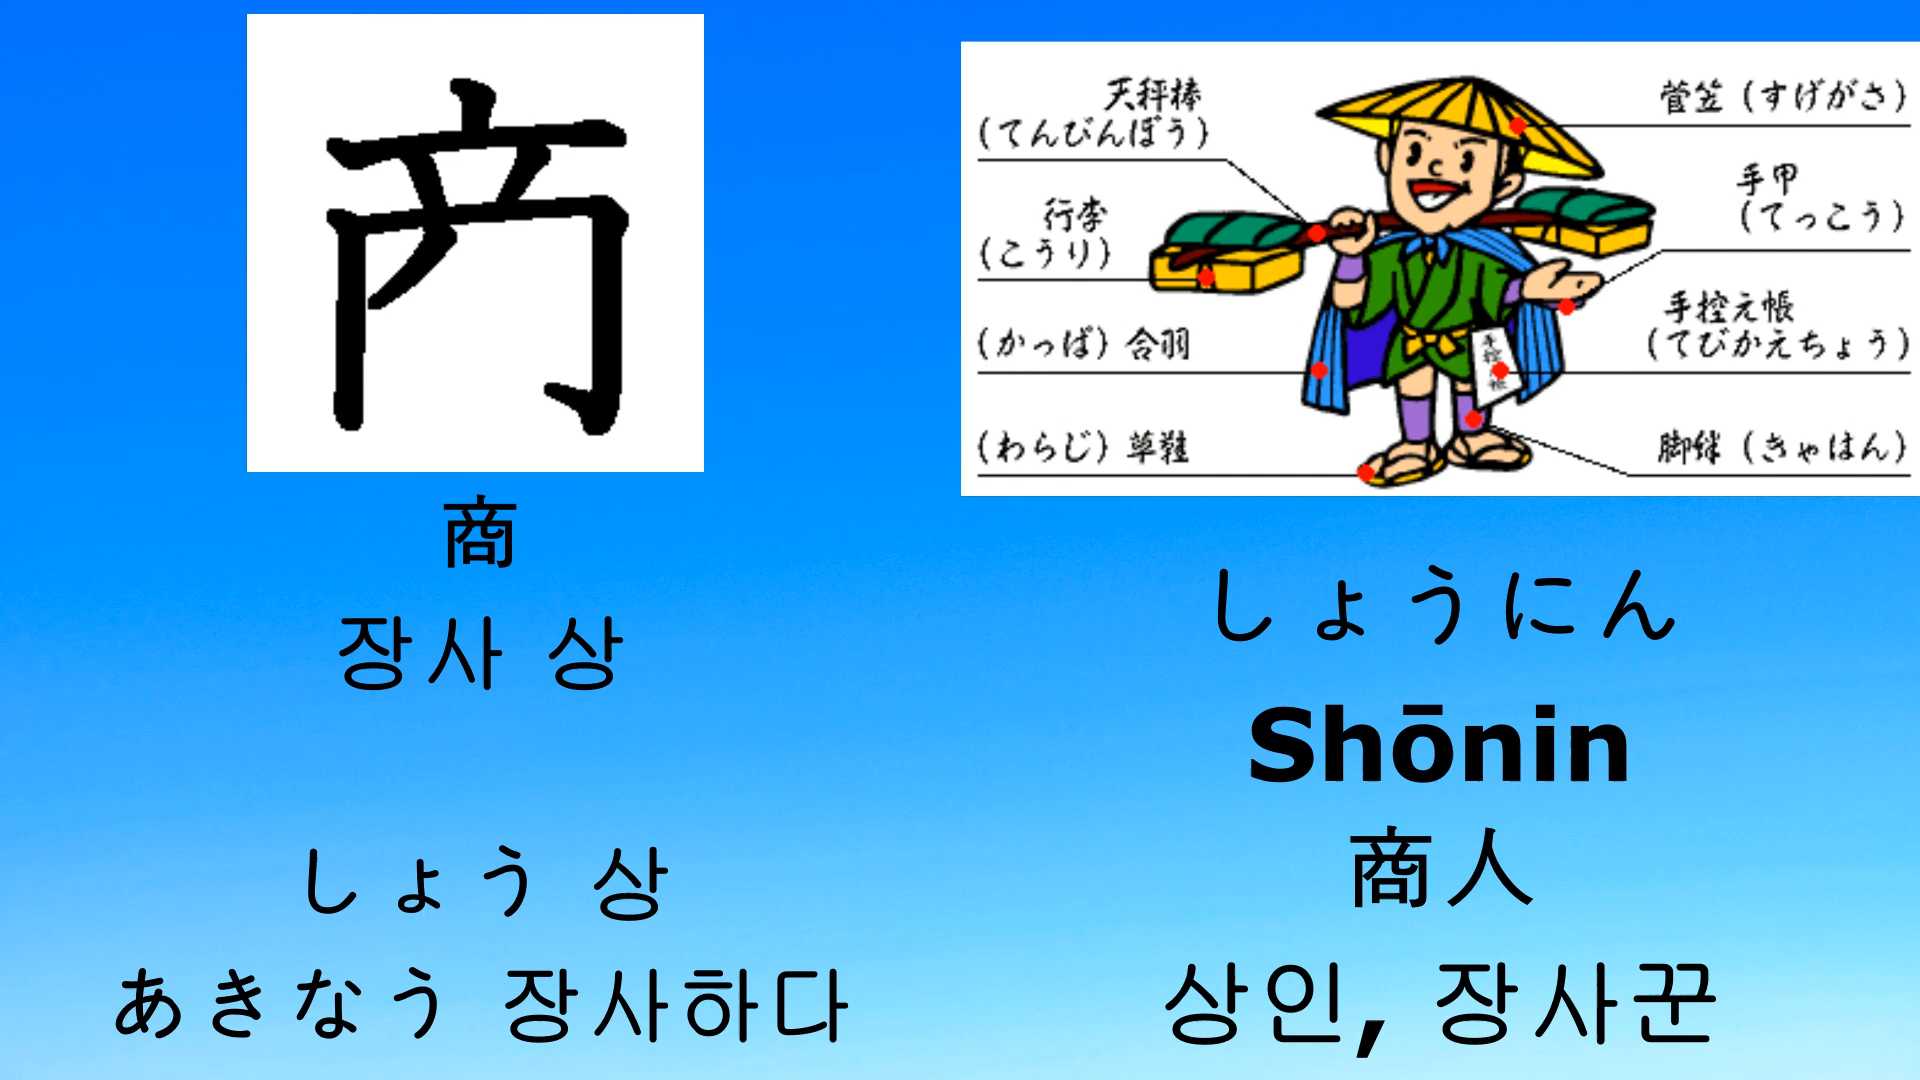 商
장사 상
しょう 상
あきなう 장사하다
天秤棒
(てんびんぼう)
行李
(こうり)
(かっぱ) 合羽
(わらじ) 草鞋
菅笠 (すげがさ)
手甲
(てっこう)
手控え帳
(てびかえちょう)
脚絆 (きゃはん)
しょうにん
Shōnin
商人
상인, 장사꾼